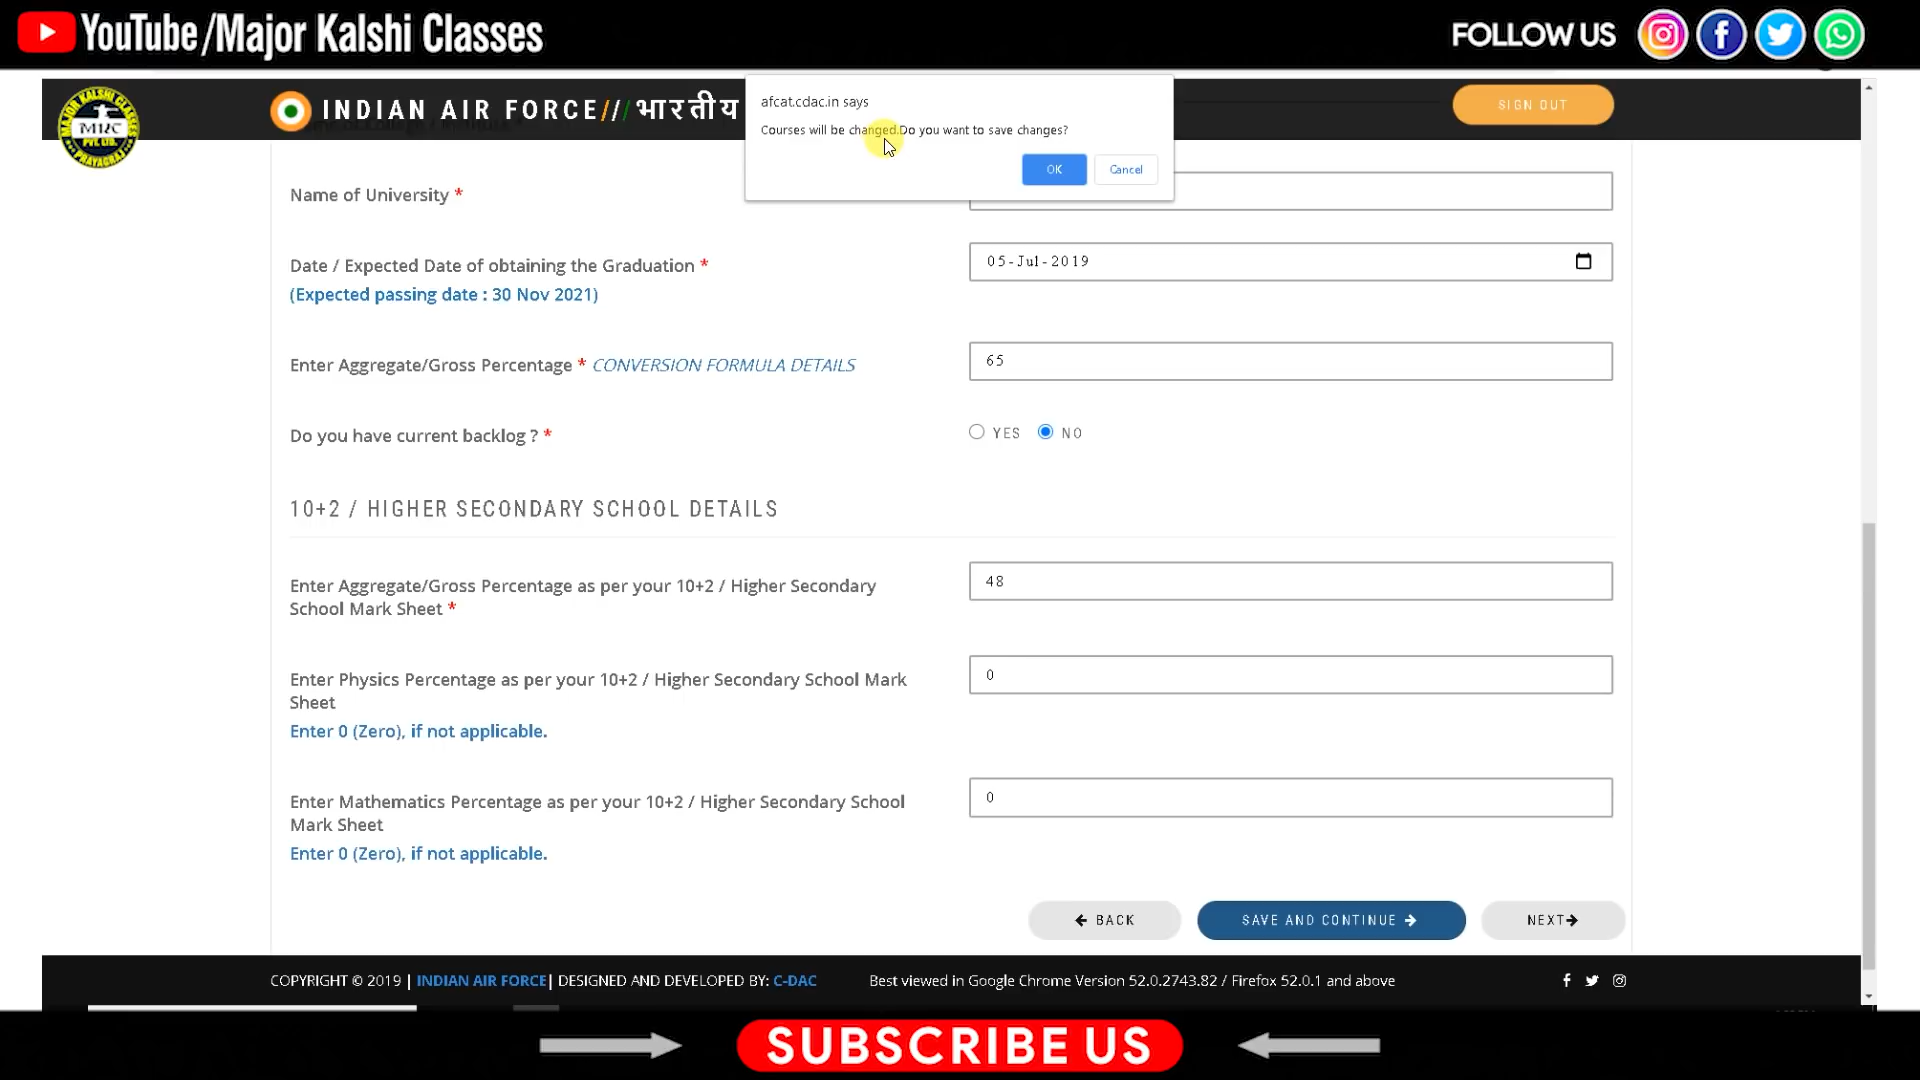 YouTube/Major Kalshi Classes
FOLLOW US
MAJOR KALSHI CLASSES
MKC
PVT. LTD.
PRAYAGRAJ
INDIAN AIR FORCE//भारतीय
SIGN OUT
afcat.cdac.in says
Courses will be changed.Do you want to save changes?
OK
Cancel
Name of University *
Date / Expected Date of obtaining the Graduation *
05-Jul-2019
(Expected passing date : 30 Nov 2021)
Enter Aggregate/Gross Percentage * CONVERSION FORMULA DETAILS
65
Do you have current backlog ? *
YES
NO
10+2 / HIGHER SECONDARY SCHOOL DETAILS
Enter Aggregate/Gross Percentage as per your 10+2 / Higher Secondary
School Mark Sheet *
48
Enter Physics Percentage as per your 10+2 / Higher Secondary School Mark
Sheet
0
Enter 0 (Zero), if not applicable.
Enter Mathematics Percentage as per your 10+2 / Higher Secondary School
Mark Sheet
0
Enter 0 (Zero), if not applicable.
BACK
SAVE AND CONTINUE
NEXT
COPYRIGHT © 2019 | INDIAN AIR FORCE| DESIGNED AND DEVELOPED BY: C-DAC
Best viewed in Google Chrome Version 52.0.2743.82 / Firefox 52.0.1 and above
SUBSCRIBE US